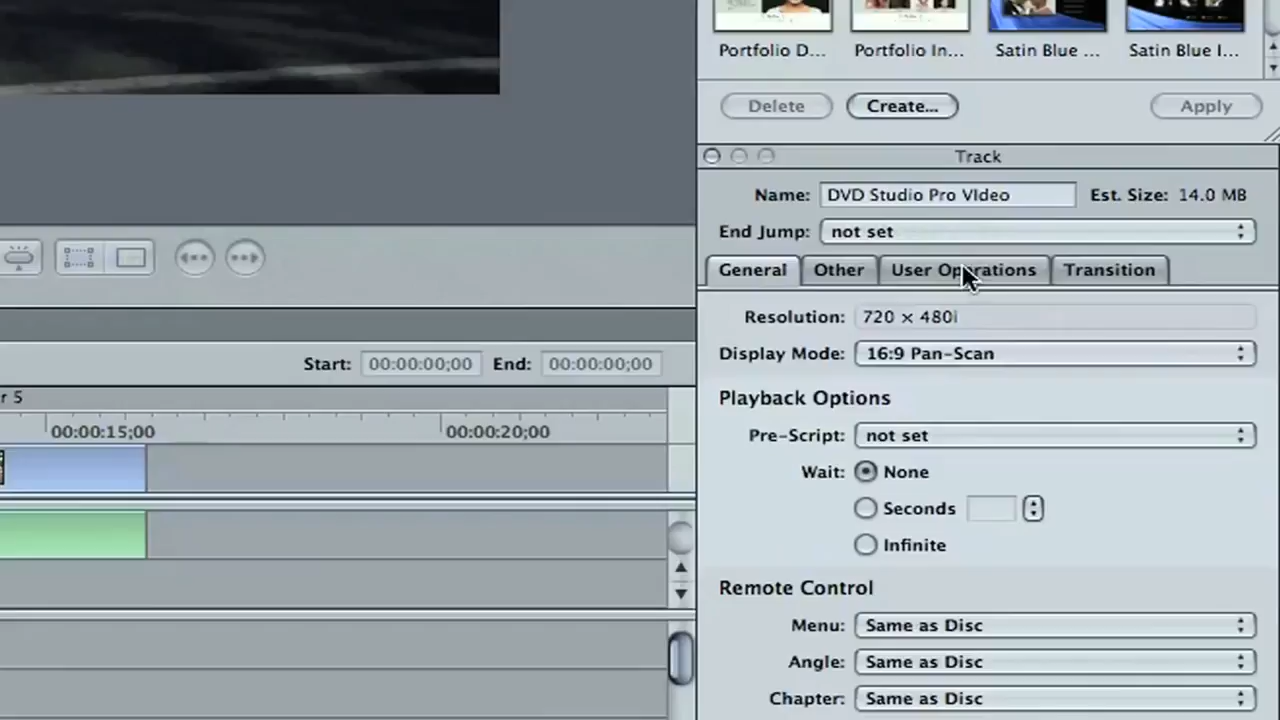 Portfolio D...
Portfolio In...
Satin Blue ...
Satin Blue I...
Delete
Create...
Apply
Track
Name: DVD Studio Pro VIdeo
Est. Size: 14.0 MB
End Jump: not set
General
Other
User Operations
Transition
Resolution: 720 × 480i
Display Mode: 16:9 Pan-Scan
Start: 00:00:00;00 End: 00:00:00;00
Playback Options
r 5
00:00:15;00
00:00:20;00
Pre-Script: not set
Wait: None
Seconds
Infinite
Remote Control
Menu: Same as Disc
Angle: Same as Disc
Chapter: Same as Disc